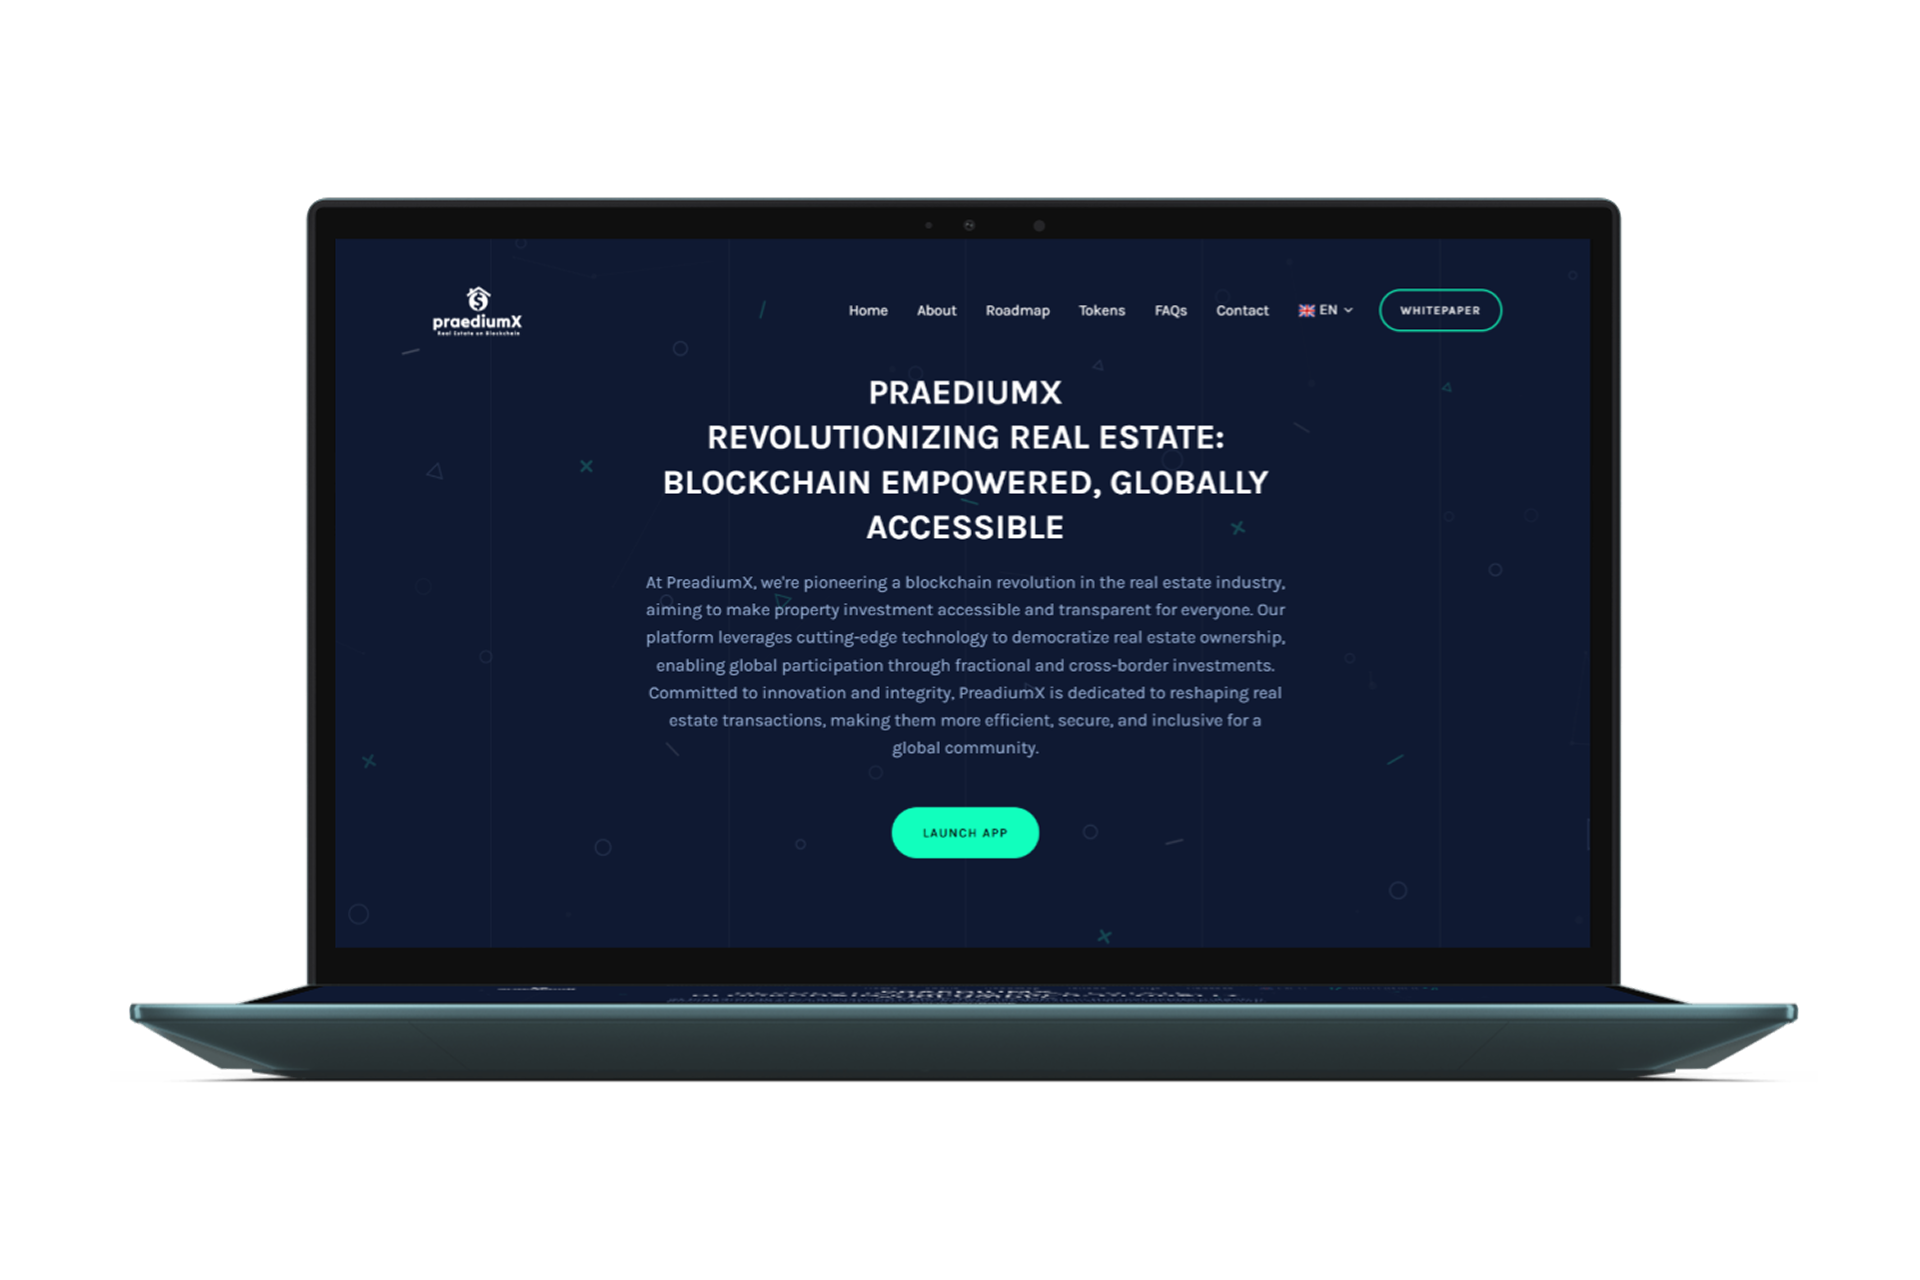 praediumX
Real Estate on Blockchain
Home About Roadmap Tokens FAQs Contact EN WHITEPAPER
PRAEDIUMX
REVOLUTIONIZING REAL ESTATE:
BLOCKCHAIN EMPOWERED, GLOBALLY
ACCESSIBLE
At PreadiumX, we're pioneering a blockchain revolution in the real estate industry,
aiming to make property investment accessible and transparent for everyone. Our
platform leverages cutting-edge technology to democratize real estate ownership,
enabling global participation through fractional and cross-border investments.
Committed to innovation and integrity, PreadiumX is dedicated to reshaping real
estate transactions, making them more efficient, secure, and inclusive for a
global community.
LAUNCH APP